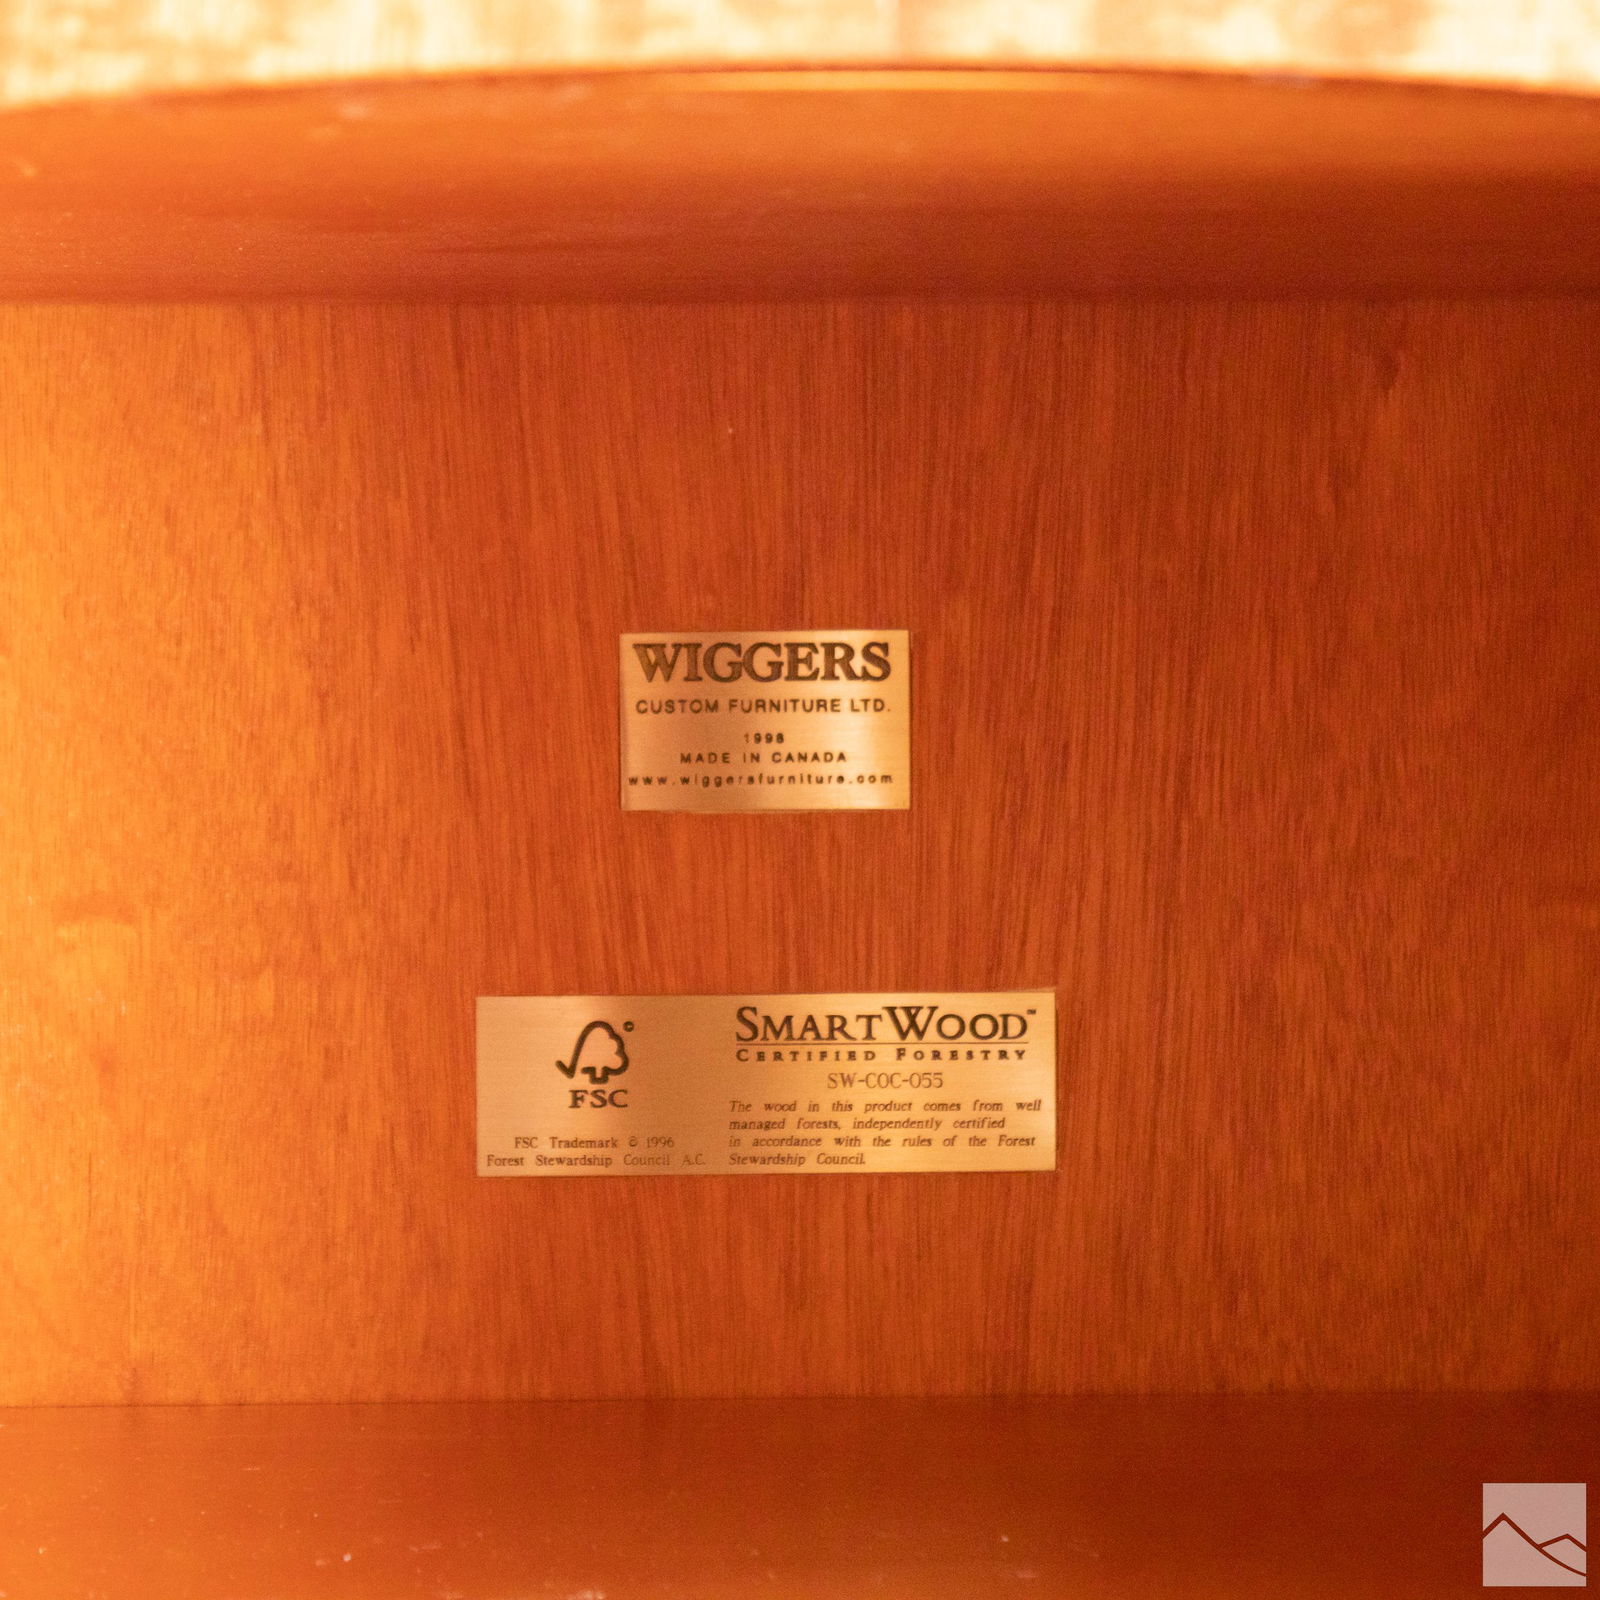 WIGGERS
CUSTOM FURNITURE LTD.
1998
MADE IN CANADA
www.wiggersfurniture.com
SMARTWOOD™
CERTIFIED FORESTRY
SW-COC-055
The wood in this product comes from well
managed forests, independently certified
in accordance with the rules of the Forest
Stewardship Council.
®
FSC
FSC Trademark © 1996
Forest Stewardship Council A.C.